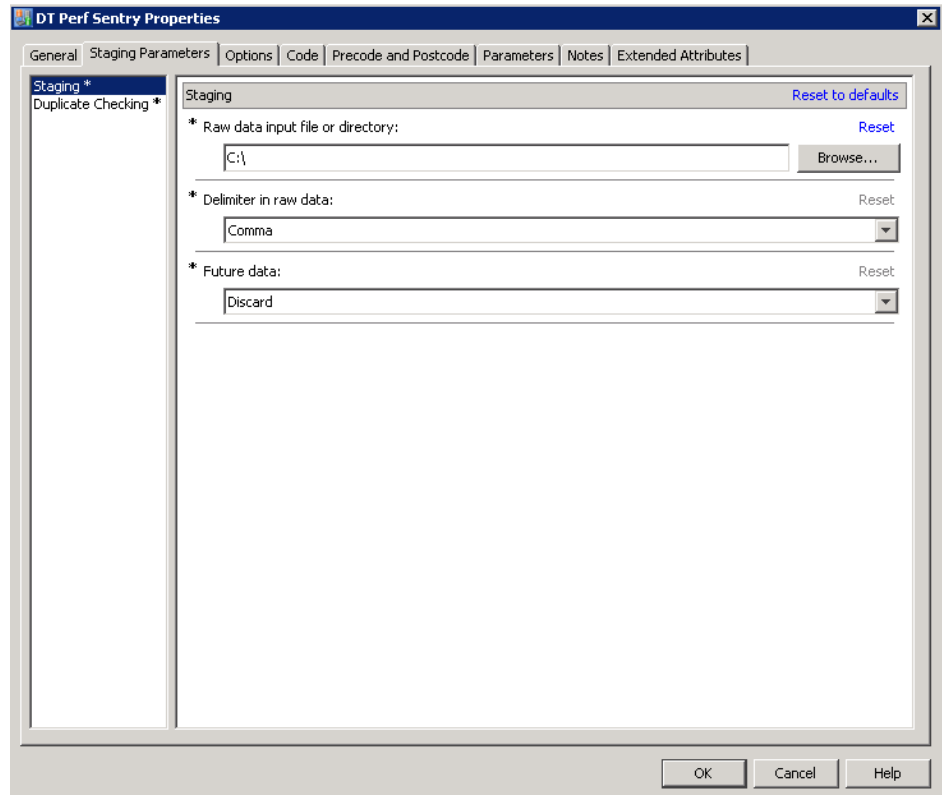 DT Perf Sentry Properties
General Staging Parameters Options Code Precode and Postcode Parameters Notes Extended Attributes
Staging *
Duplicate Checking *
Staging Reset to defaults
* Raw data input file or directory: Reset
C:\ Browse...
* Delimiter in raw data: Reset
Comma
* Future data: Reset
Discard
OK Cancel Help